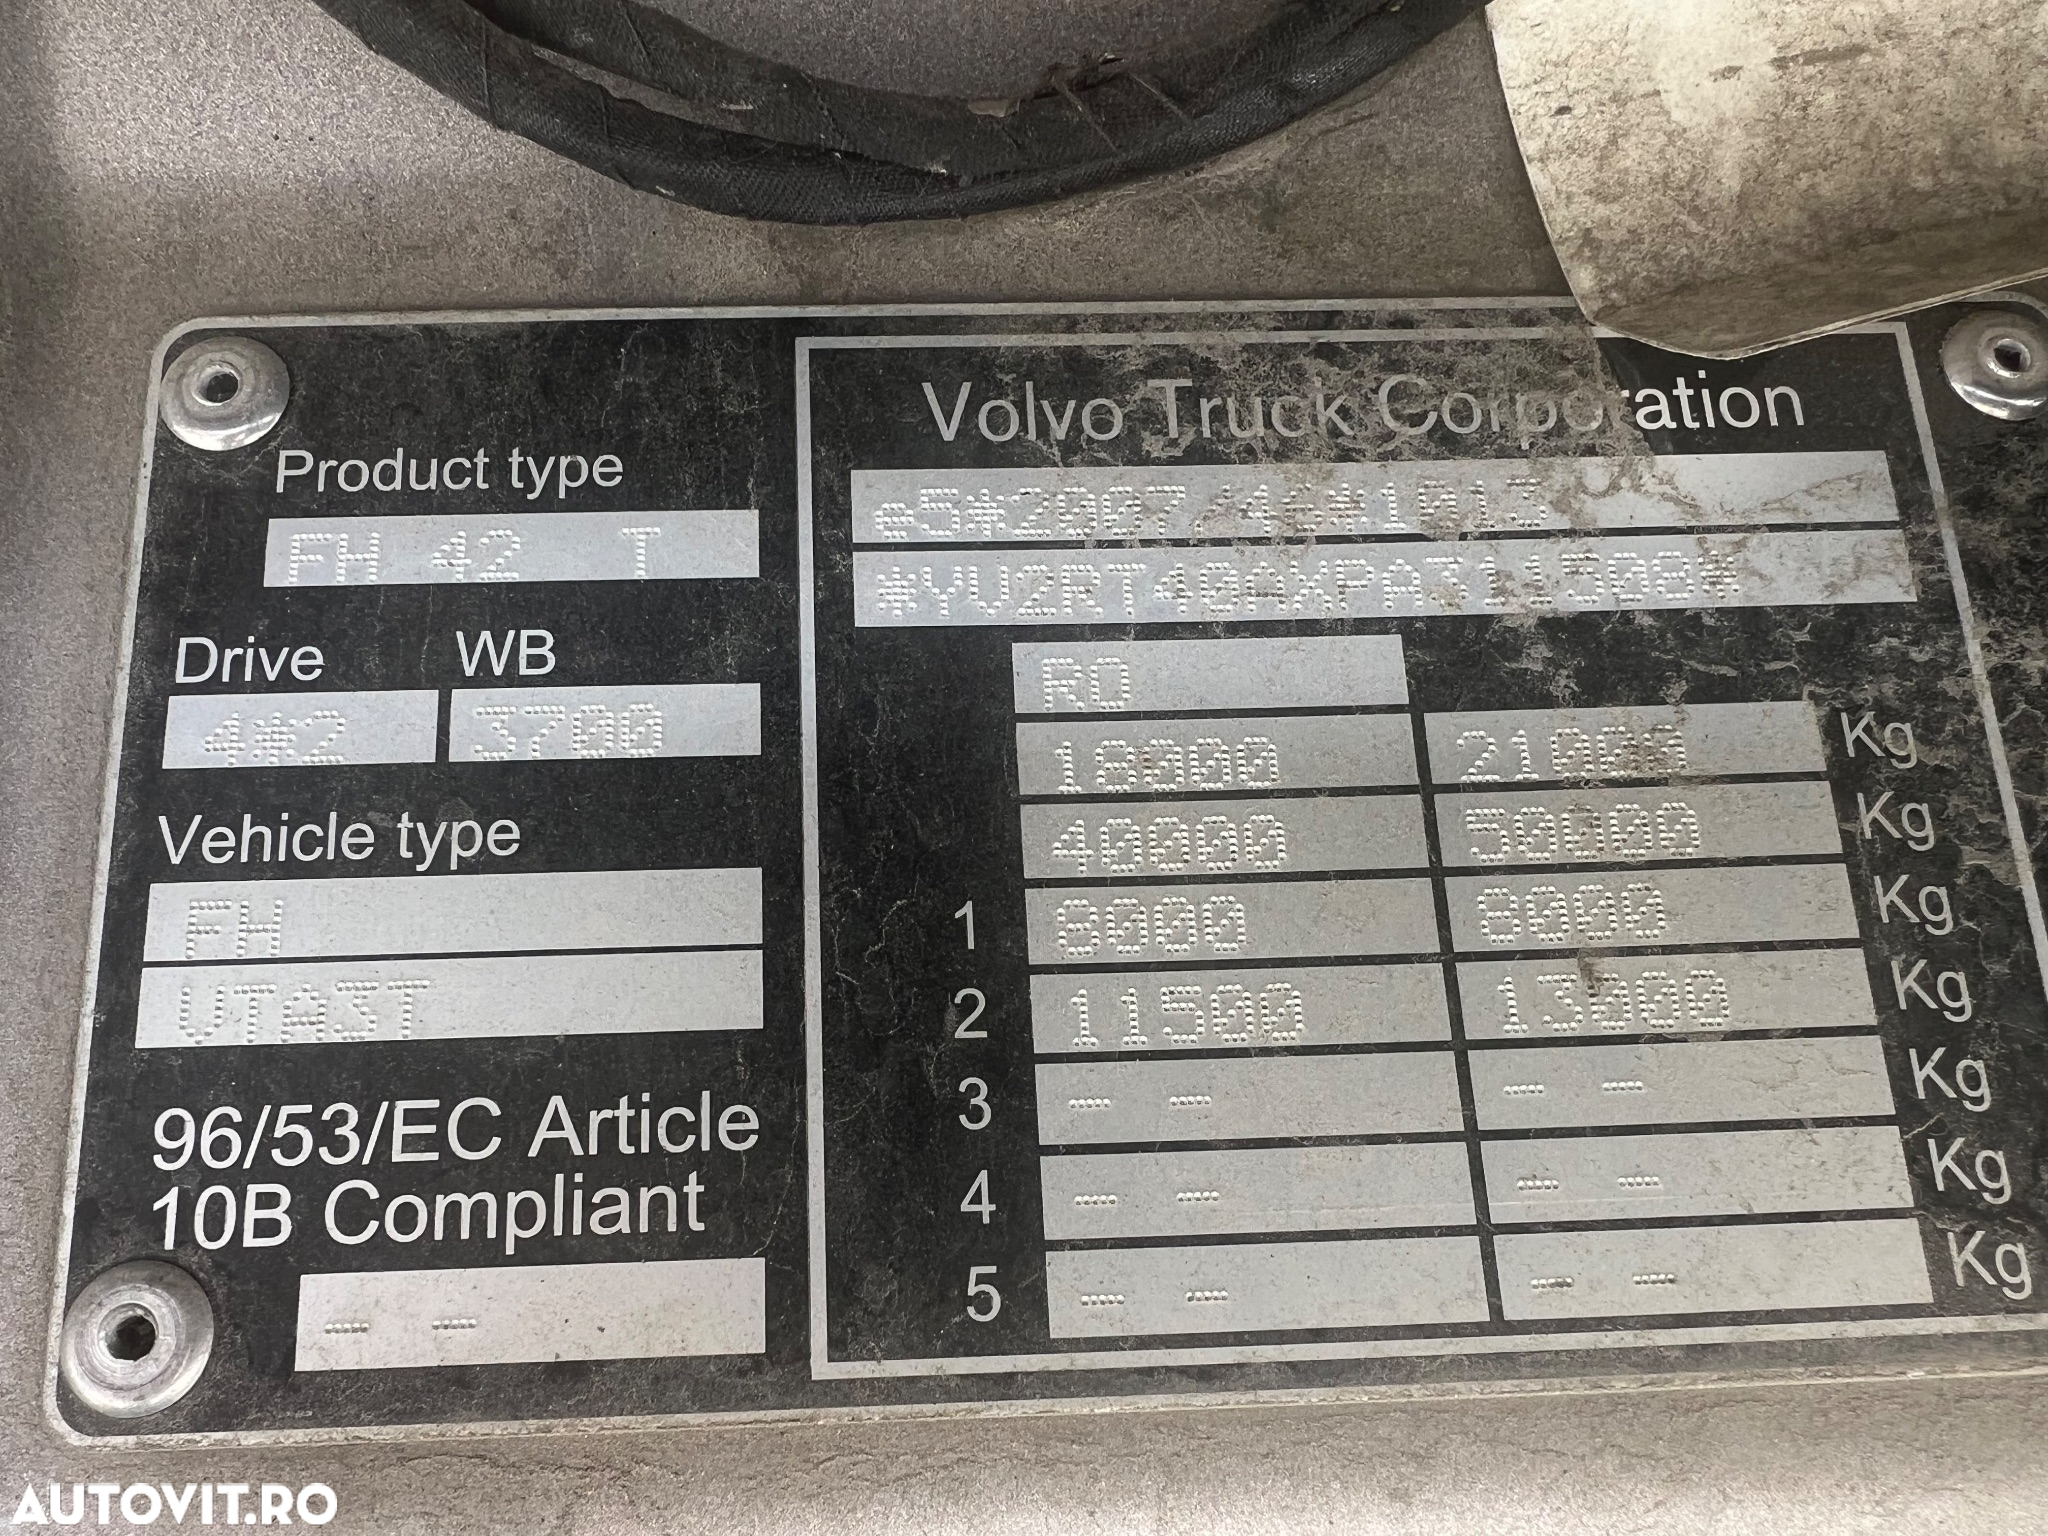 Product type
FH 42 T
Drive WB
4*2 3700
Vehicle type
FH
VTA3T
96/53/EC Article
10B Compliant
-- --
Volvo Truck Corporation
e5*2007/46*1013
*YV2RT40AXPA311508*
RO
18000 21000 Kg
40000 50000 Kg
1 8000 8000 Kg
2 11500 13000 Kg
3 -- -- -- -- Kg
4 -- -- -- -- Kg
5 -- -- -- -- Kg
AUTOVIT.RO